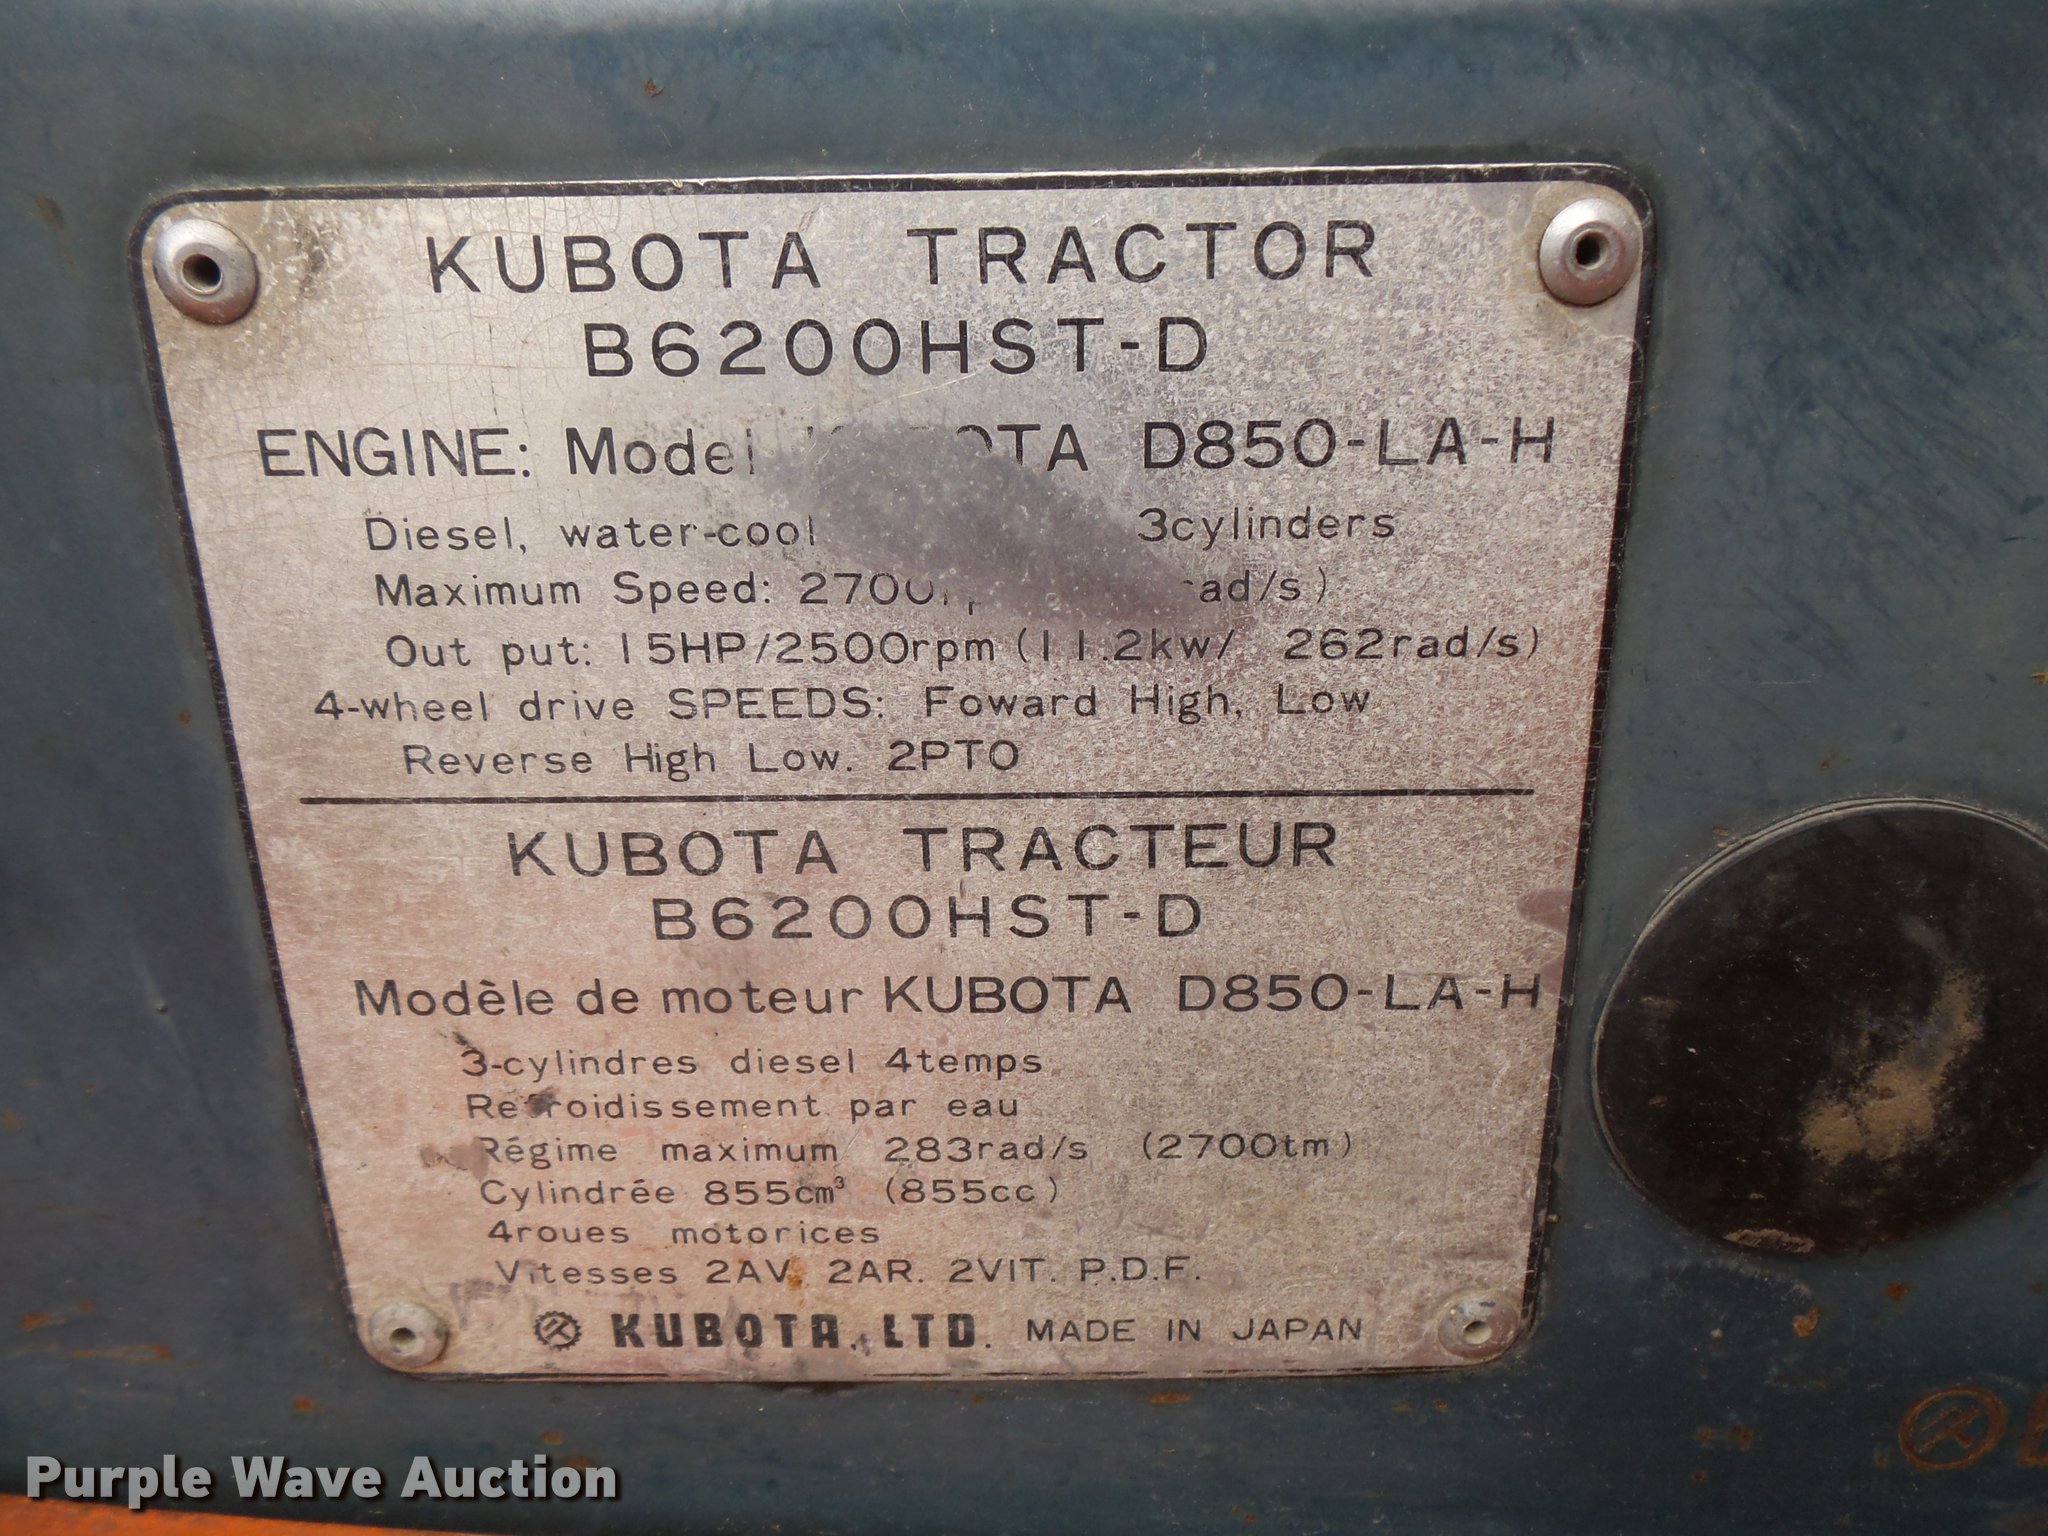 KUBOTA TRACTOR
B6200HST-D
ENGINE: Model D850-LA-H
Diesel, water-cool 3cylinders
Maximum Speed:
Out put: 15HP/2500rpm (11.2kw/ 262rad/s)
4-wheel drive SPEEDS: Foward High, Low
Reverse High Low. 2PTO
KUBOTA TRACTEUR
B6200HST-D
Modèle de moteur KUBOTA D850-LA-H
3-cylindres diesel 4temps
Refroidissement par eau
Régime maximum 283rad/s (2700tm)
Cylindrée 855cm³ (855cc)
4roues motorices
Vitesses 2AV. 2AR. 2VIT. P.D.F.
KUBOTA, LTD. MADE IN JAPAN
Purple Wave Auction